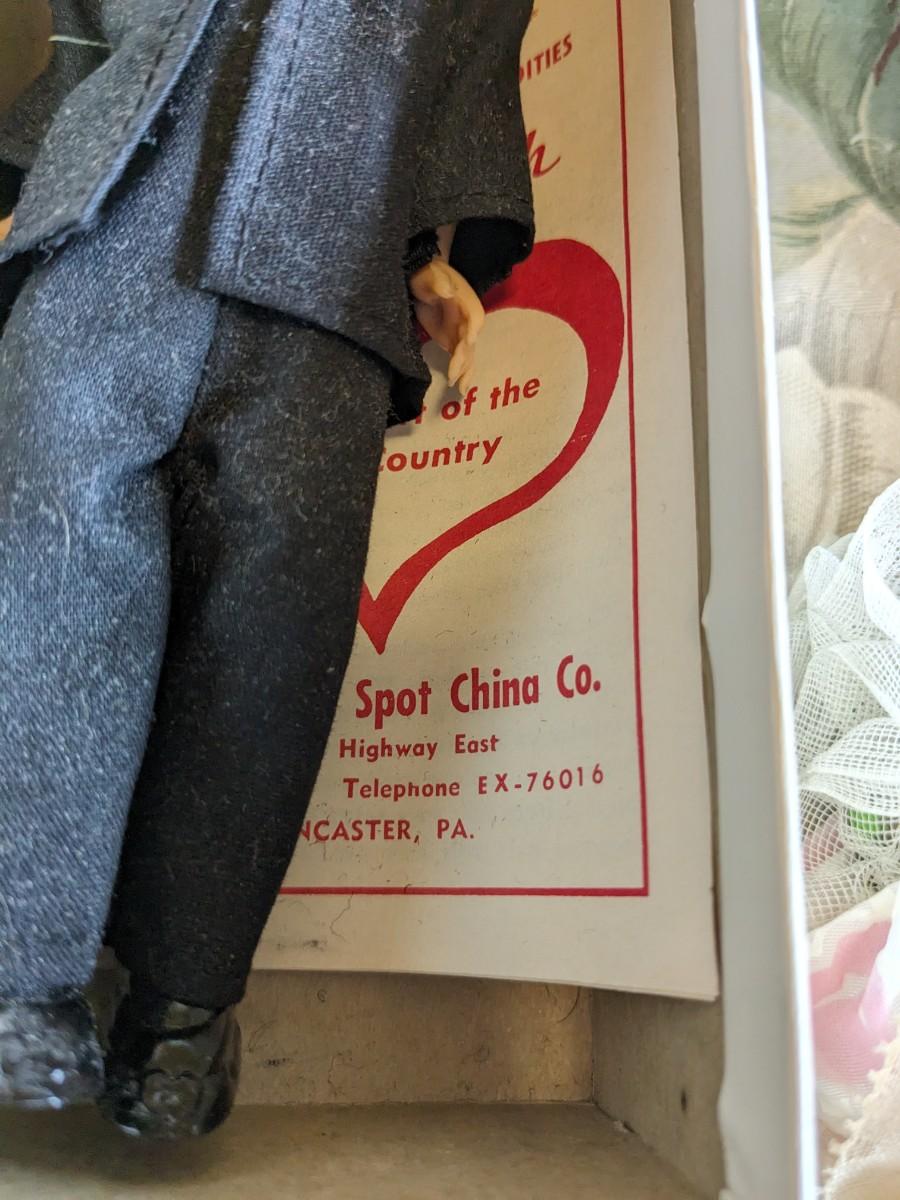 DITIES
h
of the
Country
Spot China Co.
Highway East
Telephone EX-76016
NCASTER, PA.